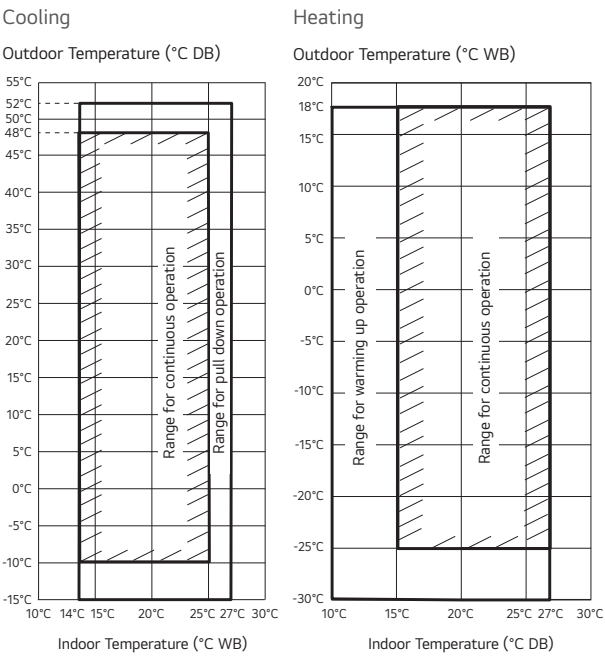 Cooling
Outdoor Temperature (°C DB)
55°C
52°C
50°C
48°C
45°C
40°C
35°C
30°C
25°C
20°C
15°C
10°C
5°C
0°C
-5°C
-10°C
-15°C
Range for continuous operation
Range for pull down operation
10°C 14°C 15°C 20°C 25°C 27°C 30°C
Indoor Temperature (°C WB)
Heating
Outdoor Temperature (°C WB)
20°C
18°C
15°C
10°C
5°C
0°C
-5°C
-10°C
-15°C
-20°C
-25°C
-30°C
Range for warming up operation
Range for continuous operation
10°C 15°C 20°C 25°C 27°C 30°C
Indoor Temperature (°C DB)